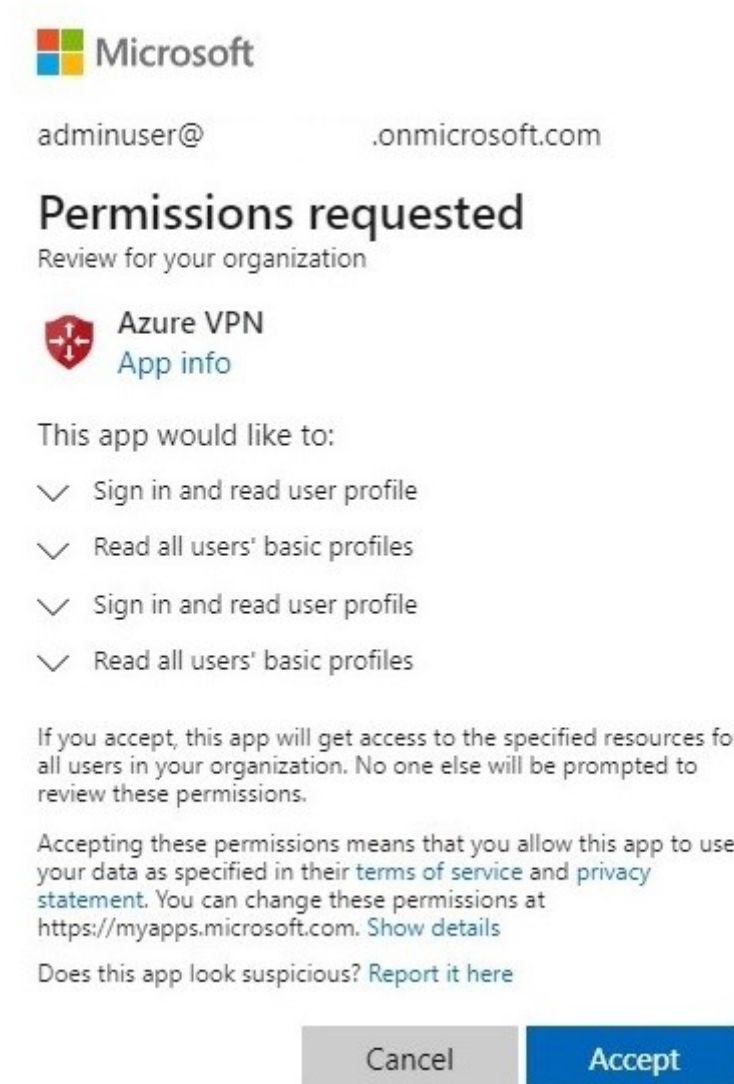 Microsoft
adminuser@ .onmicrosoft.com
Permissions requested
Review for your organization
Azure VPN
App info
This app would like to:
Sign in and read user profile
Read all users' basic profiles
Sign in and read user profile
Read all users' basic profiles
If you accept, this app will get access to the specified resources fo
all users in your organization. No one else will be prompted to
review these permissions.
Accepting these permissions means that you allow this app to use
your data as specified in their terms of service and privacy
statement. You can change these permissions at
https://myapps.microsoft.com. Show details
Does this app look suspicious? Report it here
Cancel Accept